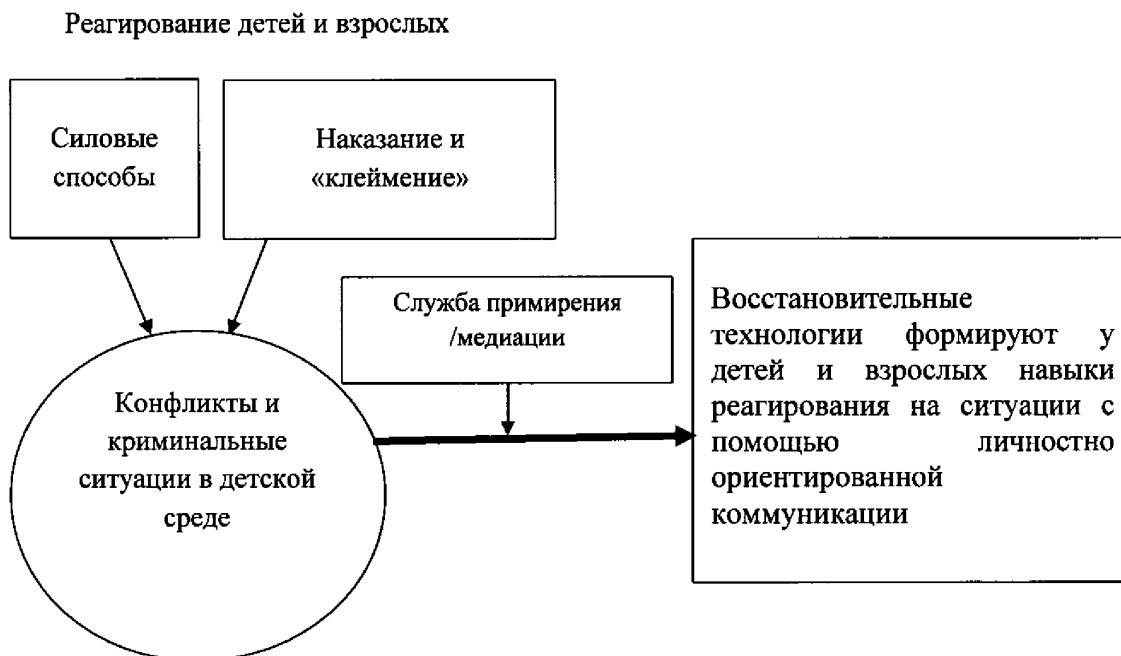 Реагирование детей и взрослых
Силовые
способы
Наказание и
«клеймение»
Служба примирения
/медиации
Конфликты и
криминальные
ситуации в детской
среде
Восстановительные
технологии формируют у
детей и взрослых навыки
реагирования на ситуации с
помощью личностно
ориентированной
коммуникации